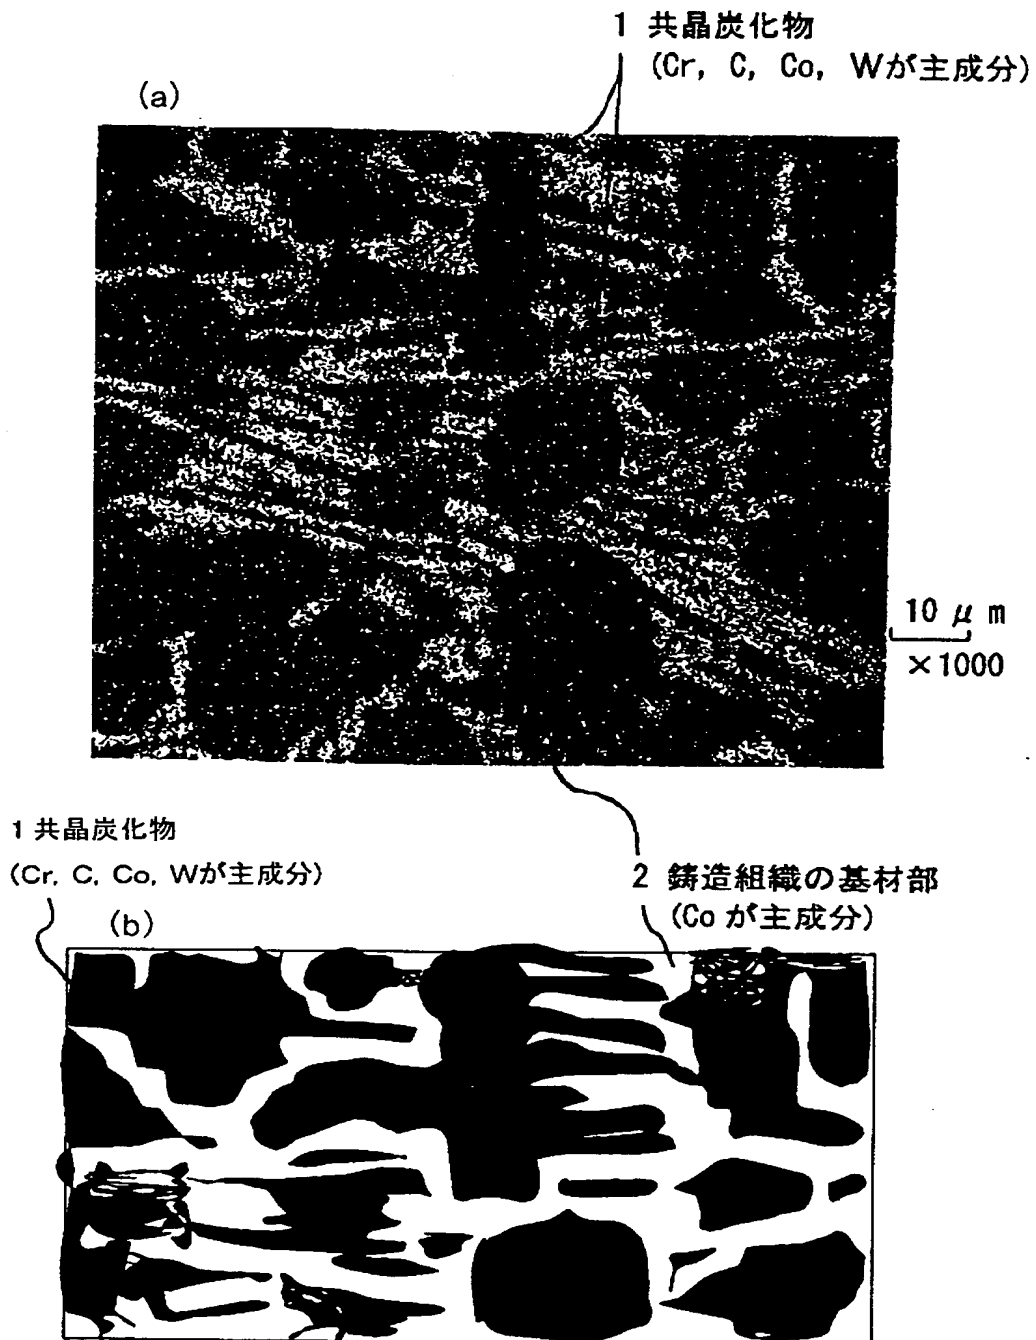 1 共晶炭化物
(Cr, C, Co, Wが主成分)
(a)
10 μm
×1000
1 共晶炭化物
(Cr, C, Co, Wが主成分)
2 鋳造組織の基材部
(Coが主成分)
(b)